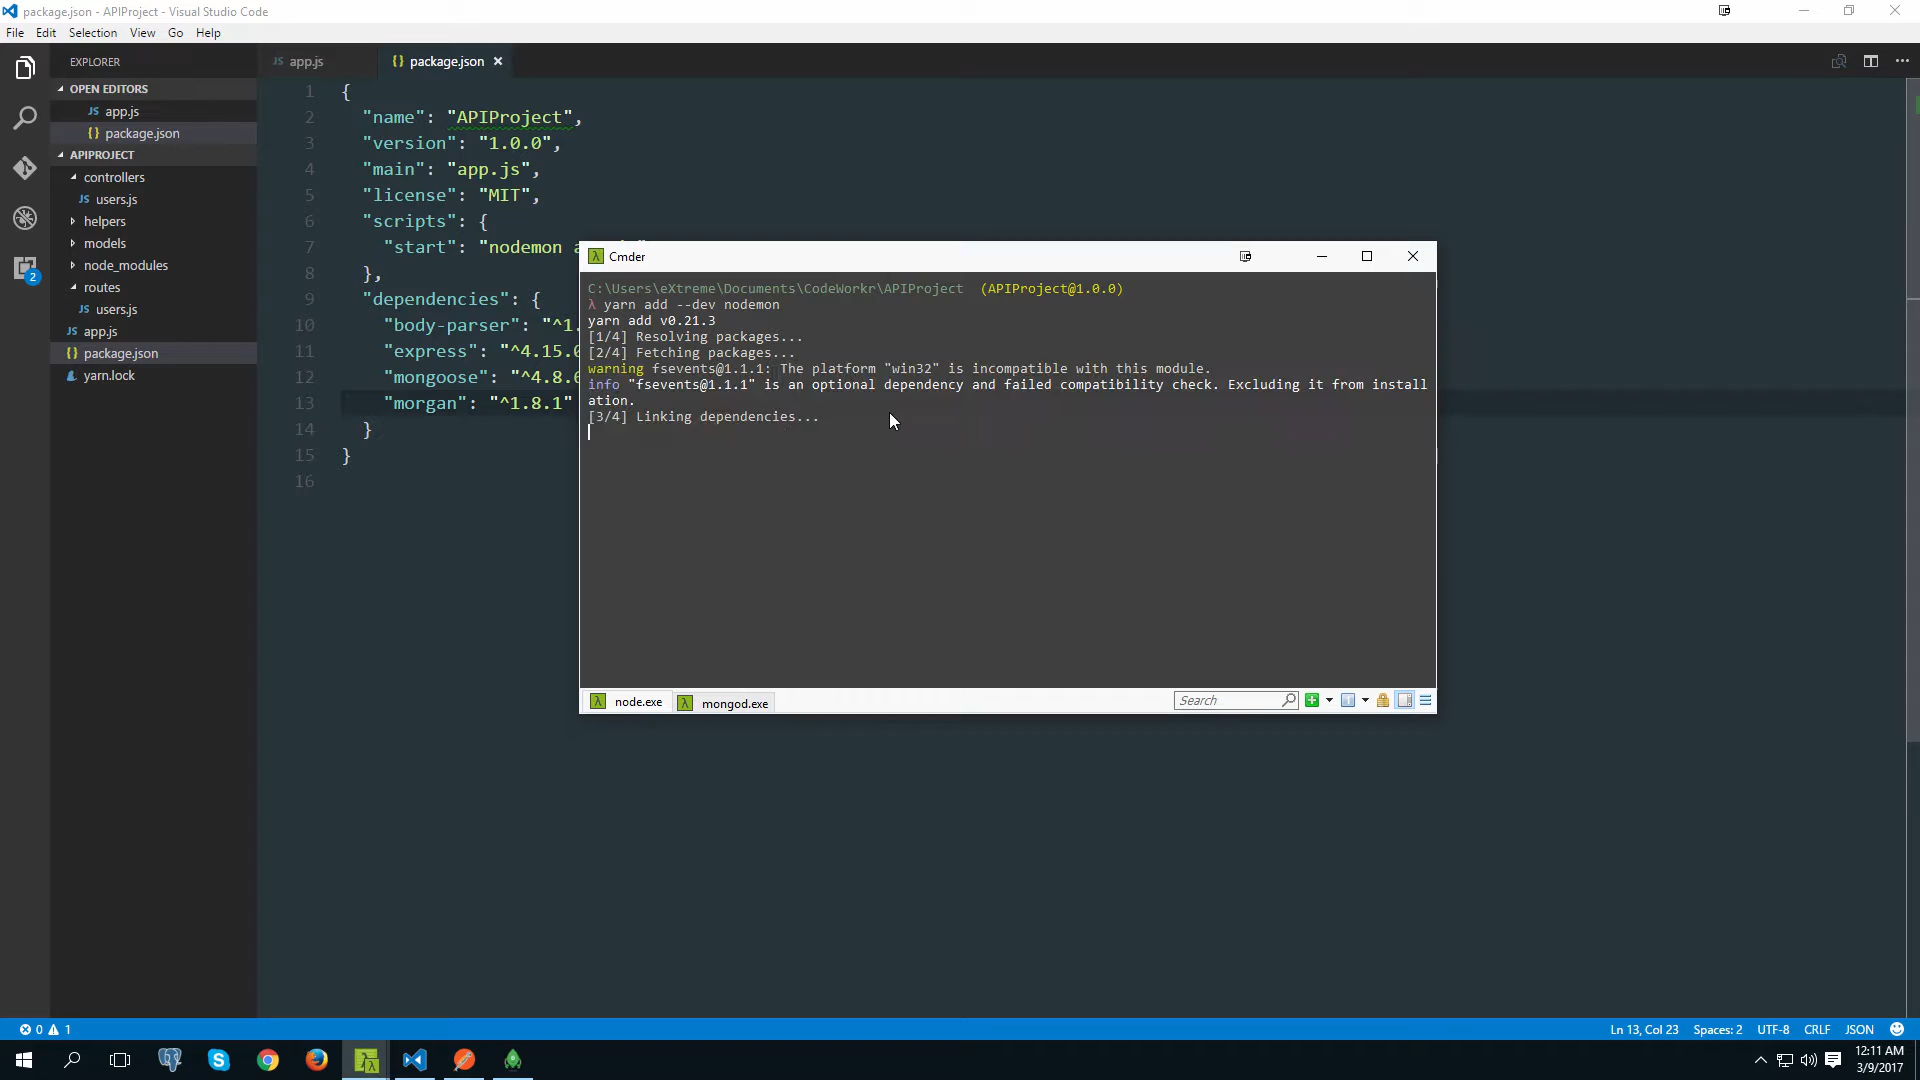 package.json - APIProject - Visual Studio Code
File Edit Selection View Go Help
EXPLORER
OPEN EDITORS
JS app.js
{} package.json
APIPROJECT
controllers
JS users.js
helpers
models
node_modules
routes
JS users.js
JS app.js
{} package.json
yarn.lock
2
JS app.js
{} package.json ×
1 {
2 "name": "APIProject",
3 "version": "1.0.0",
4 "main": "app.js",
5 "license": "MIT",
6 "scripts": {
7 "start": "nodemon
8 },
9 "dependencies": {
10 "body-parser": "^1.
11 "express": "^4.15.
12 "mongoose": "^4.8.
13 "morgan": "^1.8.1"
14 }
15 }
16
Cmder
C:\Users\eXtreme\Documents\CodeWorkr\APIProject (APIProject@1.0.0)
λ yarn add --dev nodemon
yarn add v0.21.3
[1/4] Resolving packages...
[2/4] Fetching packages...
warning fsevents@1.1.1: The platform "win32" is incompatible with this module.
info "fsevents@1.1.1" is an optional dependency and failed compatibility check. Excluding it from install
ation.
[3/4] Linking dependencies...
node.exe
mongod.exe
Search
0 1
Ln 13, Col 23 Spaces: 2 UTF-8 CRLF JSON
12:11 AM
3/9/2017